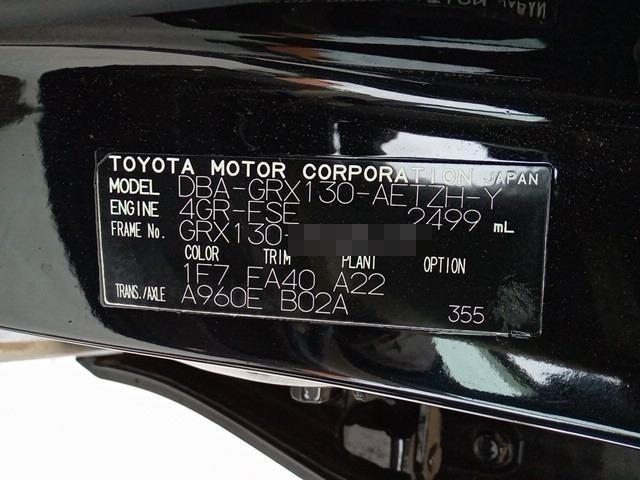 TOYOTA MOTOR CORPORATION JAPAN
MODEL DBA-GRX130-AETZH-Y
ENGINE 4GR-FSE 2499 mL
FRAME No. GRX130-
COLOR TRIM PLANT OPTION
1F7 FA40 A22
TRANS./AXLE A960E B02A
355